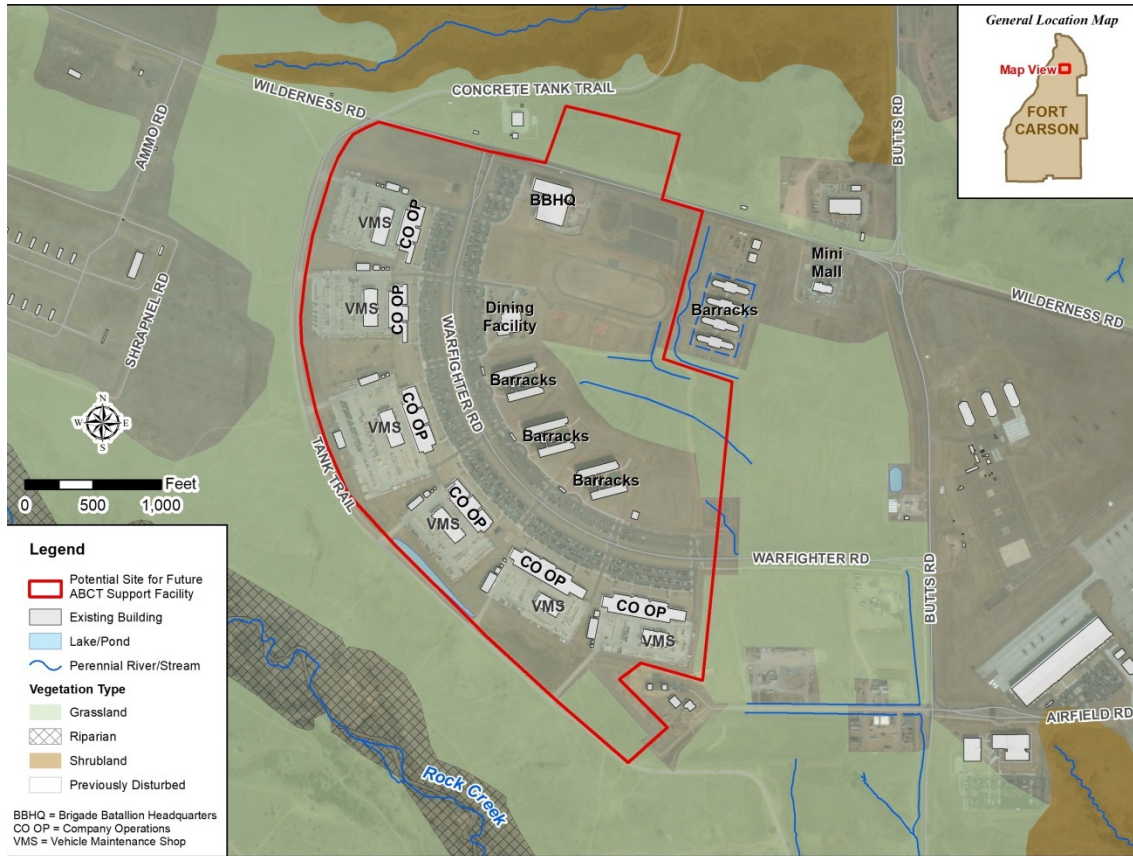 General Location Map
Map View
FORT
CARSON
AMMO RD
WILDERNESS RD
CONCRETE TANK TRAIL
BUTTS RD
SHRAPNEL RD
BBHQ
VMS
CO OP
Mini
Mall
VMS
CO OP
Dining
Facility
Barracks
WILDERNESS RD
WARFIGHTER RD
Barracks
VMS
CO OP
Barracks
Barracks
TANK TRAIL
N
W E
S
Feet
0 500 1,000
VMS
CO OP
CO OP
VMS
CO OP
VMS
WARFIGHTER RD
BUTTS RD
AIRFIELD RD
Rock Creek
Legend
Potential Site for Future
ABCT Support Facility
Existing Building
Lake/Pond
Perennial River/Stream
Vegetation Type
Grassland
Riparian
Shrubland
Previously Disturbed
BBHQ = Brigade Batallion Headquarters
CO OP = Company Operations
VMS = Vehicle Maintenance Shop